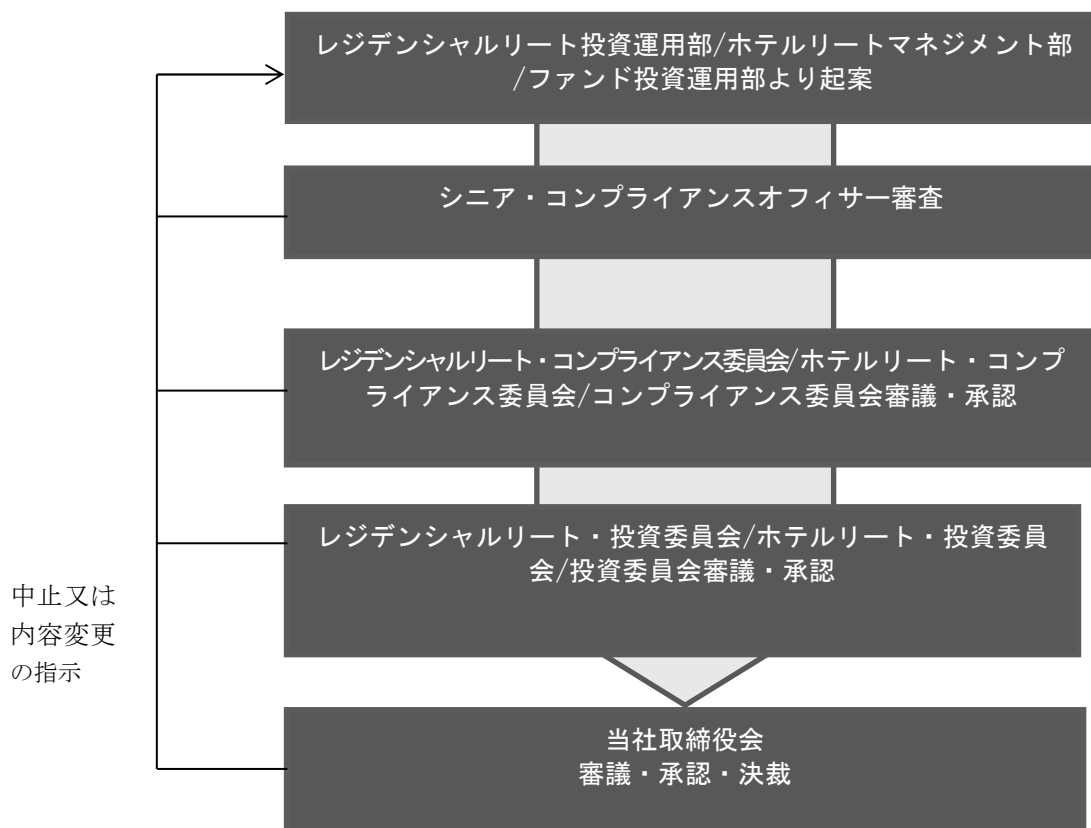 レジデンシャルリート投資運用部/ホテルリートマネジメント部
/ファンド投資運用部より起案
シニア・コンプライアンスオフィサー審査
レジデンシャルリート・コンプライアンス委員会/ホテルリート・コンプ
ライアンス委員会/コンプライアンス委員会審議・承認
レジデンシャルリート・投資委員会/ホテルリート・投資委員
会/投資委員会審議・承認
中止又は
内容変更
の指示
当社取締役会
審議・承認・決裁